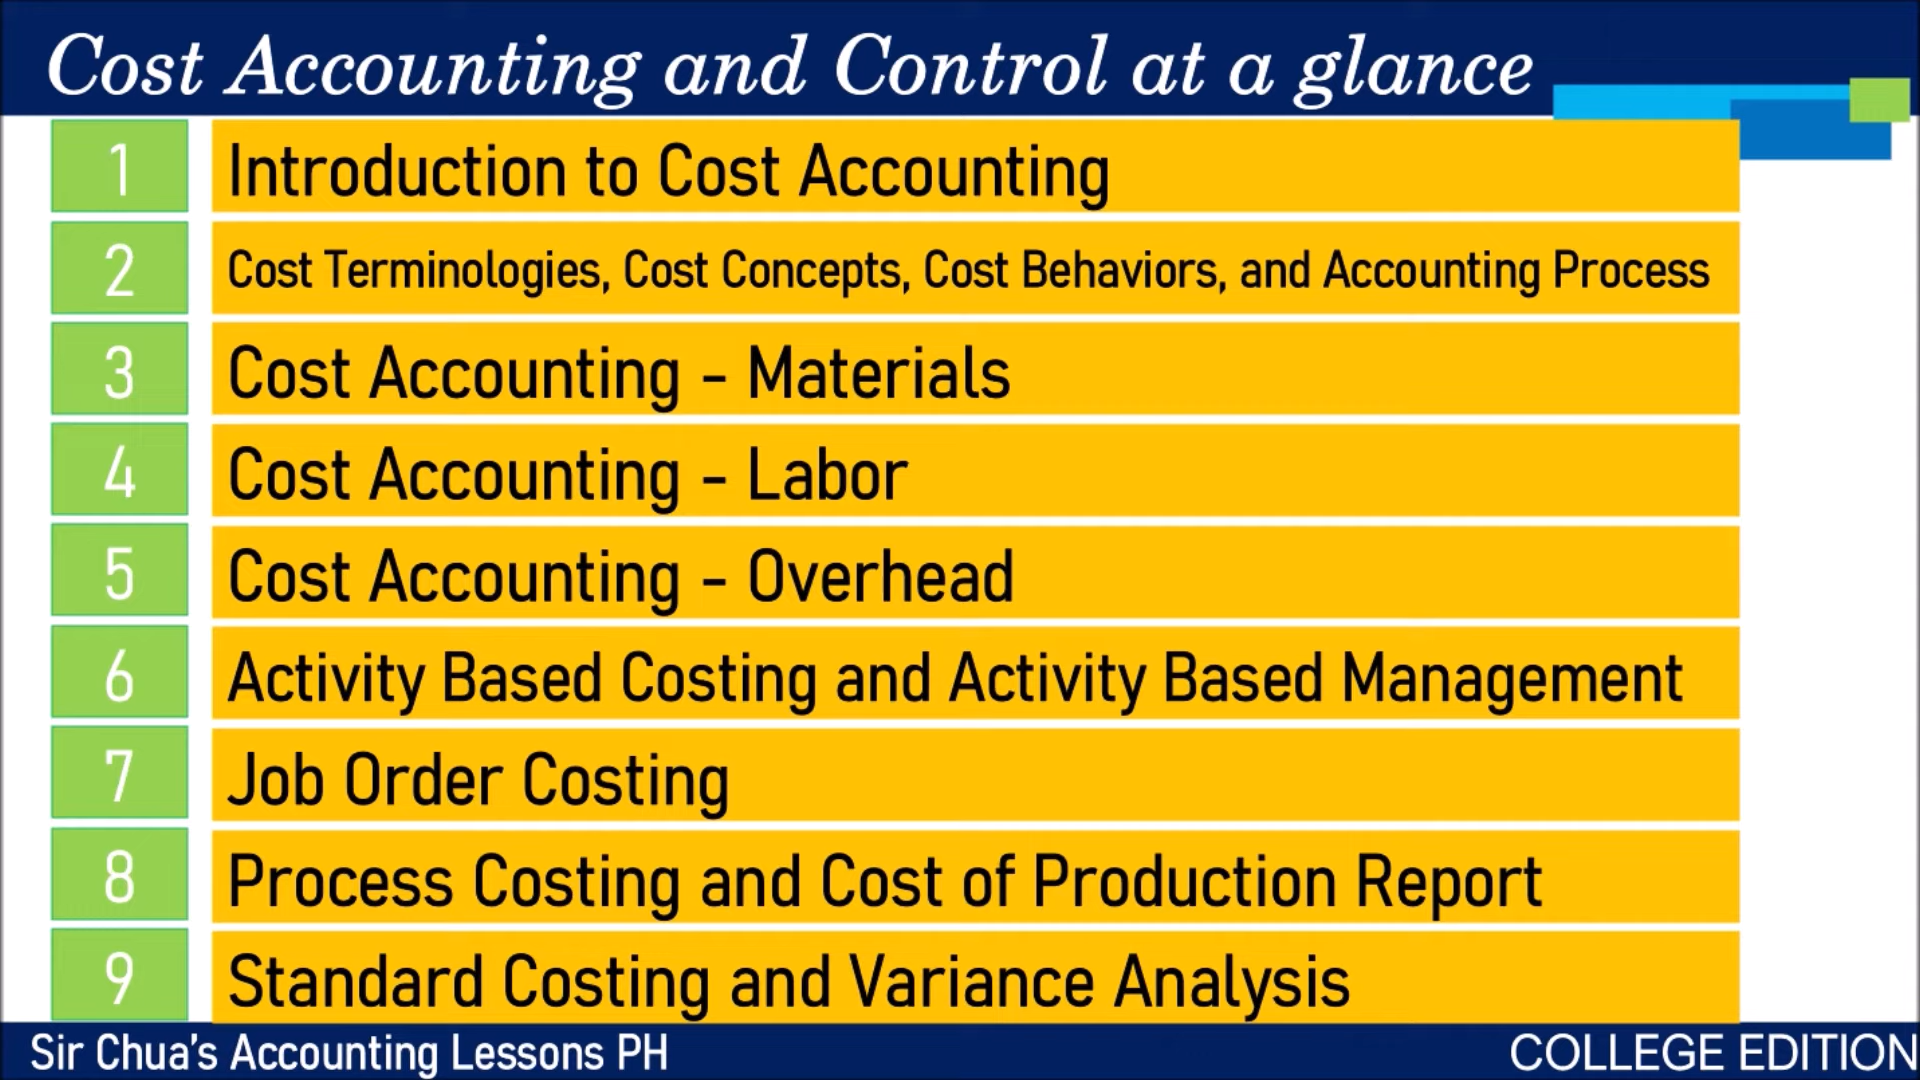 Cost Accounting and Control at a glance
1 Introduction to Cost Accounting
2 Cost Terminologies, Cost Concepts, Cost Behaviors, and Accounting Process
3 Cost Accounting - Materials
4 Cost Accounting - Labor
5 Cost Accounting - Overhead
6 Activity Based Costing and Activity Based Management
7 Job Order Costing
8 Process Costing and Cost of Production Report
9 Standard Costing and Variance Analysis
Sir Chua's Accounting Lessons PH
COLLEGE EDITION